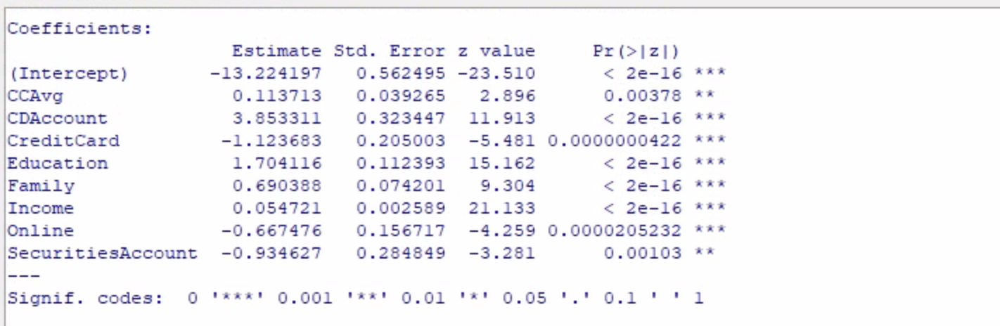 Coefficients:
Estimate Std. Error z value Pr(>|z|)
(Intercept) -13.224197 0.562495 -23.510 < 2e-16 ***
CCAvg 0.113713 0.039265 2.896 0.00378 **
CDAccount 3.853311 0.323447 11.913 < 2e-16 ***
CreditCard -1.123683 0.205003 -5.481 0.0000000422 ***
Education 1.704116 0.112393 15.162 < 2e-16 ***
Family 0.690388 0.074201 9.304 < 2e-16 ***
Income 0.054721 0.002589 21.133 < 2e-16 ***
Online -0.667476 0.156717 -4.259 0.0000205232 ***
SecuritiesAccount -0.934627 0.284849 -3.281 0.00103 **
---
Signif. codes: 0 '***' 0.001 '**' 0.01 '*' 0.05 '.' 0.1 ' ' 1